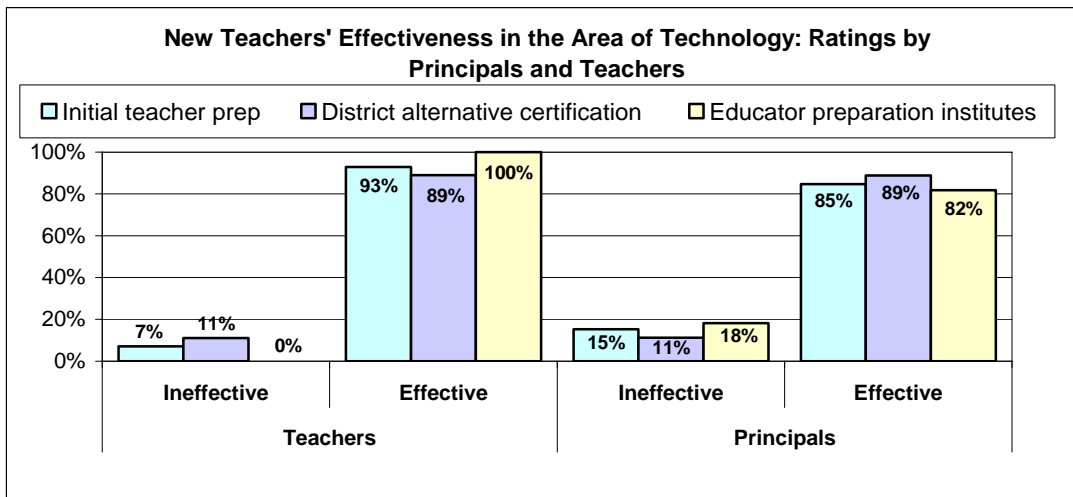 New Teachers' Effectiveness in the Area of Technology: Ratings by
Principals and Teachers
Initial teacher prep District alternative certification Educator preparation institutes
100%
80%
60%
40%
20%
0%
7% 11% 0% 93% 89% 100% 15% 11% 18% 85% 89% 82%
Ineffective Effective Ineffective Effective
Teachers Principals